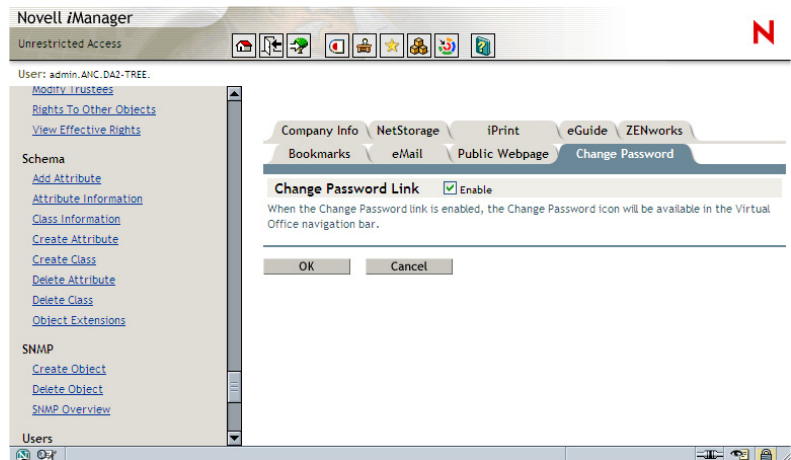 Novell iManager
Unrestricted Access
N
User: admin.ANC.DA2-TREE.
Modify Trustees
Rights To Other Objects
View Effective Rights
Schema
Add Attribute
Attribute Information
Class Information
Create Attribute
Create Class
Delete Attribute
Delete Class
Object Extensions
SNMP
Create Object
Delete Object
SNMP Overview
Users
Company Info NetStorage iPrint eGuide ZENworks
Bookmarks eMail Public Webpage Change Password
Change Password Link Enable
When the Change Password link is enabled, the Change Password icon will be available in the Virtual
Office navigation bar.
OK Cancel